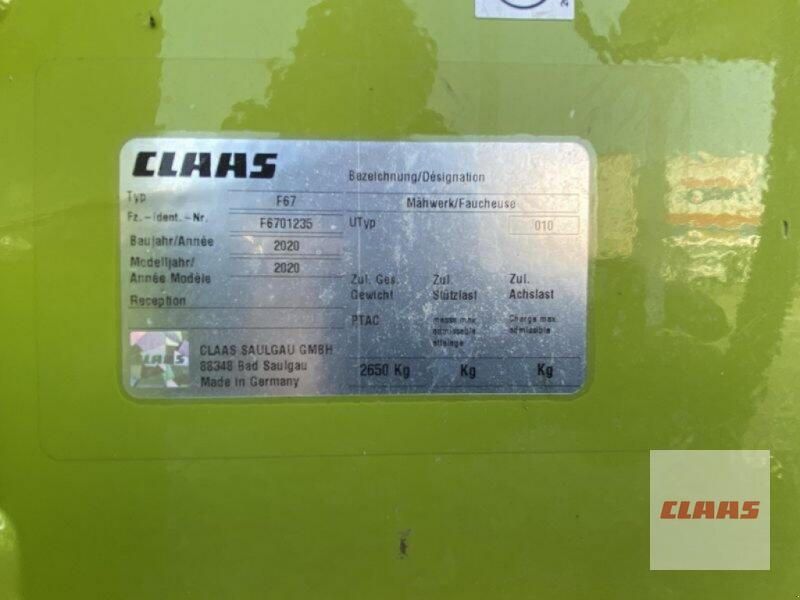 CLAAS
Bezeichnung/Désignation
Typ F67 Mähwerk/Faucheuse
Fz.-Ident.-Nr. F6701235 UTyp 010
Baujahr/Année 2020
Modelljahr/
Année Modèle 2020
Zul. Ges. Gewicht
Zul. Stützlast
Zul. Achslast
Reception
PTAC
masse max. admissible attelage
Charge max. admissible
CLAAS
CLAAS SAULGAU GMBH
88348 Bad Saulgau
Made in Germany
2650 Kg Kg Kg
CLAAS